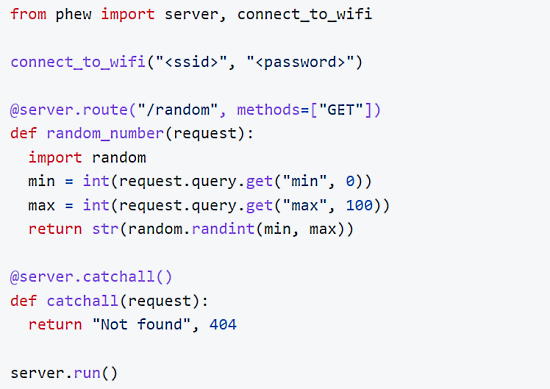 from phew import server, connect_to_wifi
connect_to_wifi("<ssid>", "<password>")
@server.route("/random", methods=["GET"])
def random_number(request):
  import random
  min = int(request.query.get("min", 0))
  max = int(request.query.get("max", 100))
  return str(random.randint(min, max))
@server.catchall()
def catchall(request):
  return "Not found", 404
server.run()